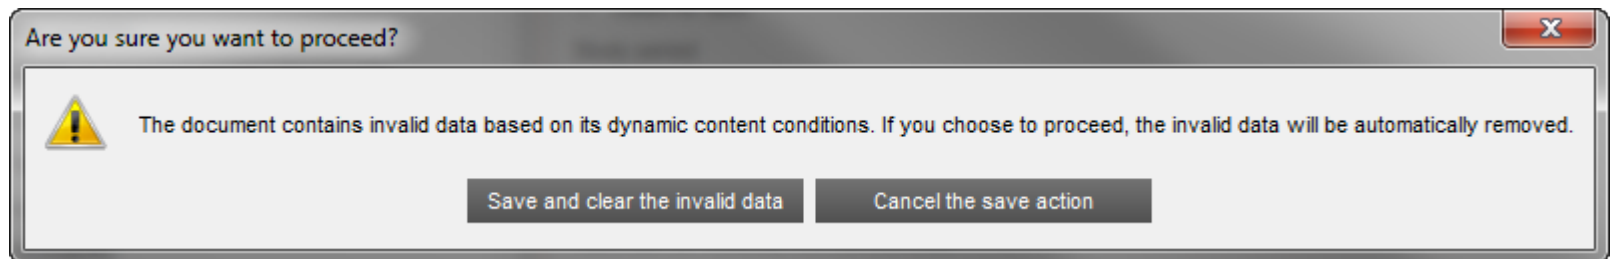 Are you sure you want to proceed?
The document contains invalid data based on its dynamic content conditions. If you choose to proceed, the invalid data will be automatically removed.
Save and clear the invalid data
Cancel the save action